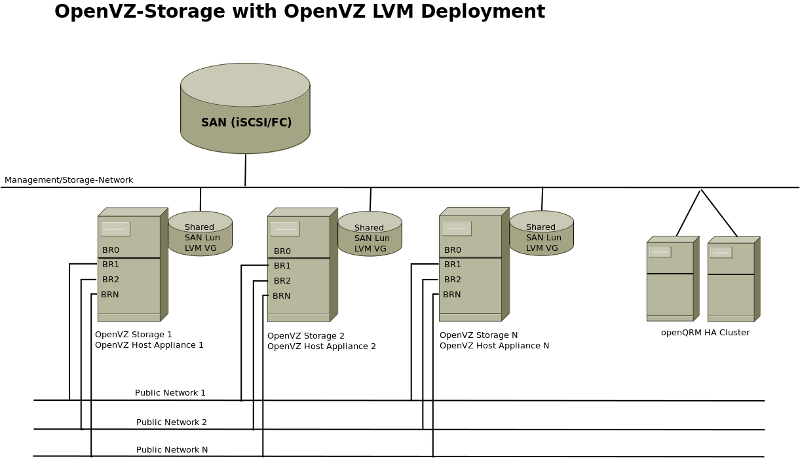 OpenVZ-Storage with OpenVZ LVM Deployment
SAN (iSCSI/FC)
Management/Storage-Network
BR0
BR1
BR2
BRN
Shared
SAN Lun
LVM VG
OpenVZ Storage 1
OpenVZ Host Appliance 1
BR0
BR1
BR2
BRN
Shared
SAN Lun
LVM VG
OpenVZ Storage 2
OpenVZ Host Appliance 2
BR0
BR1
BR2
BRN
Shared
SAN Lun
LVM VG
OpenVZ Storage N
OpenVZ Host Appliance N
openQRM HA Cluster
Public Network 1
Public Network 2
Public Network N